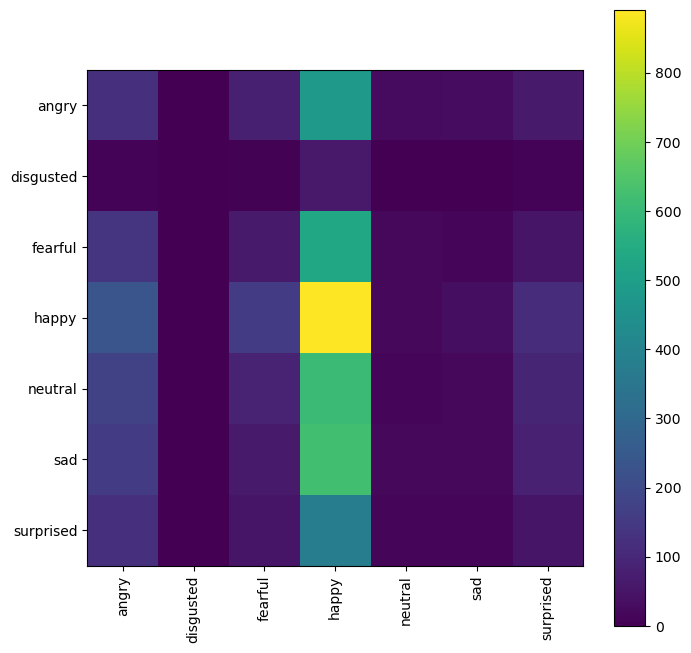 angry
disgusted
fearful
happy
neutral
sad
surprised
angry
disgusted
fearful
happy
neutral
sad
surprised
800
700
600
500
400
300
200
100
0